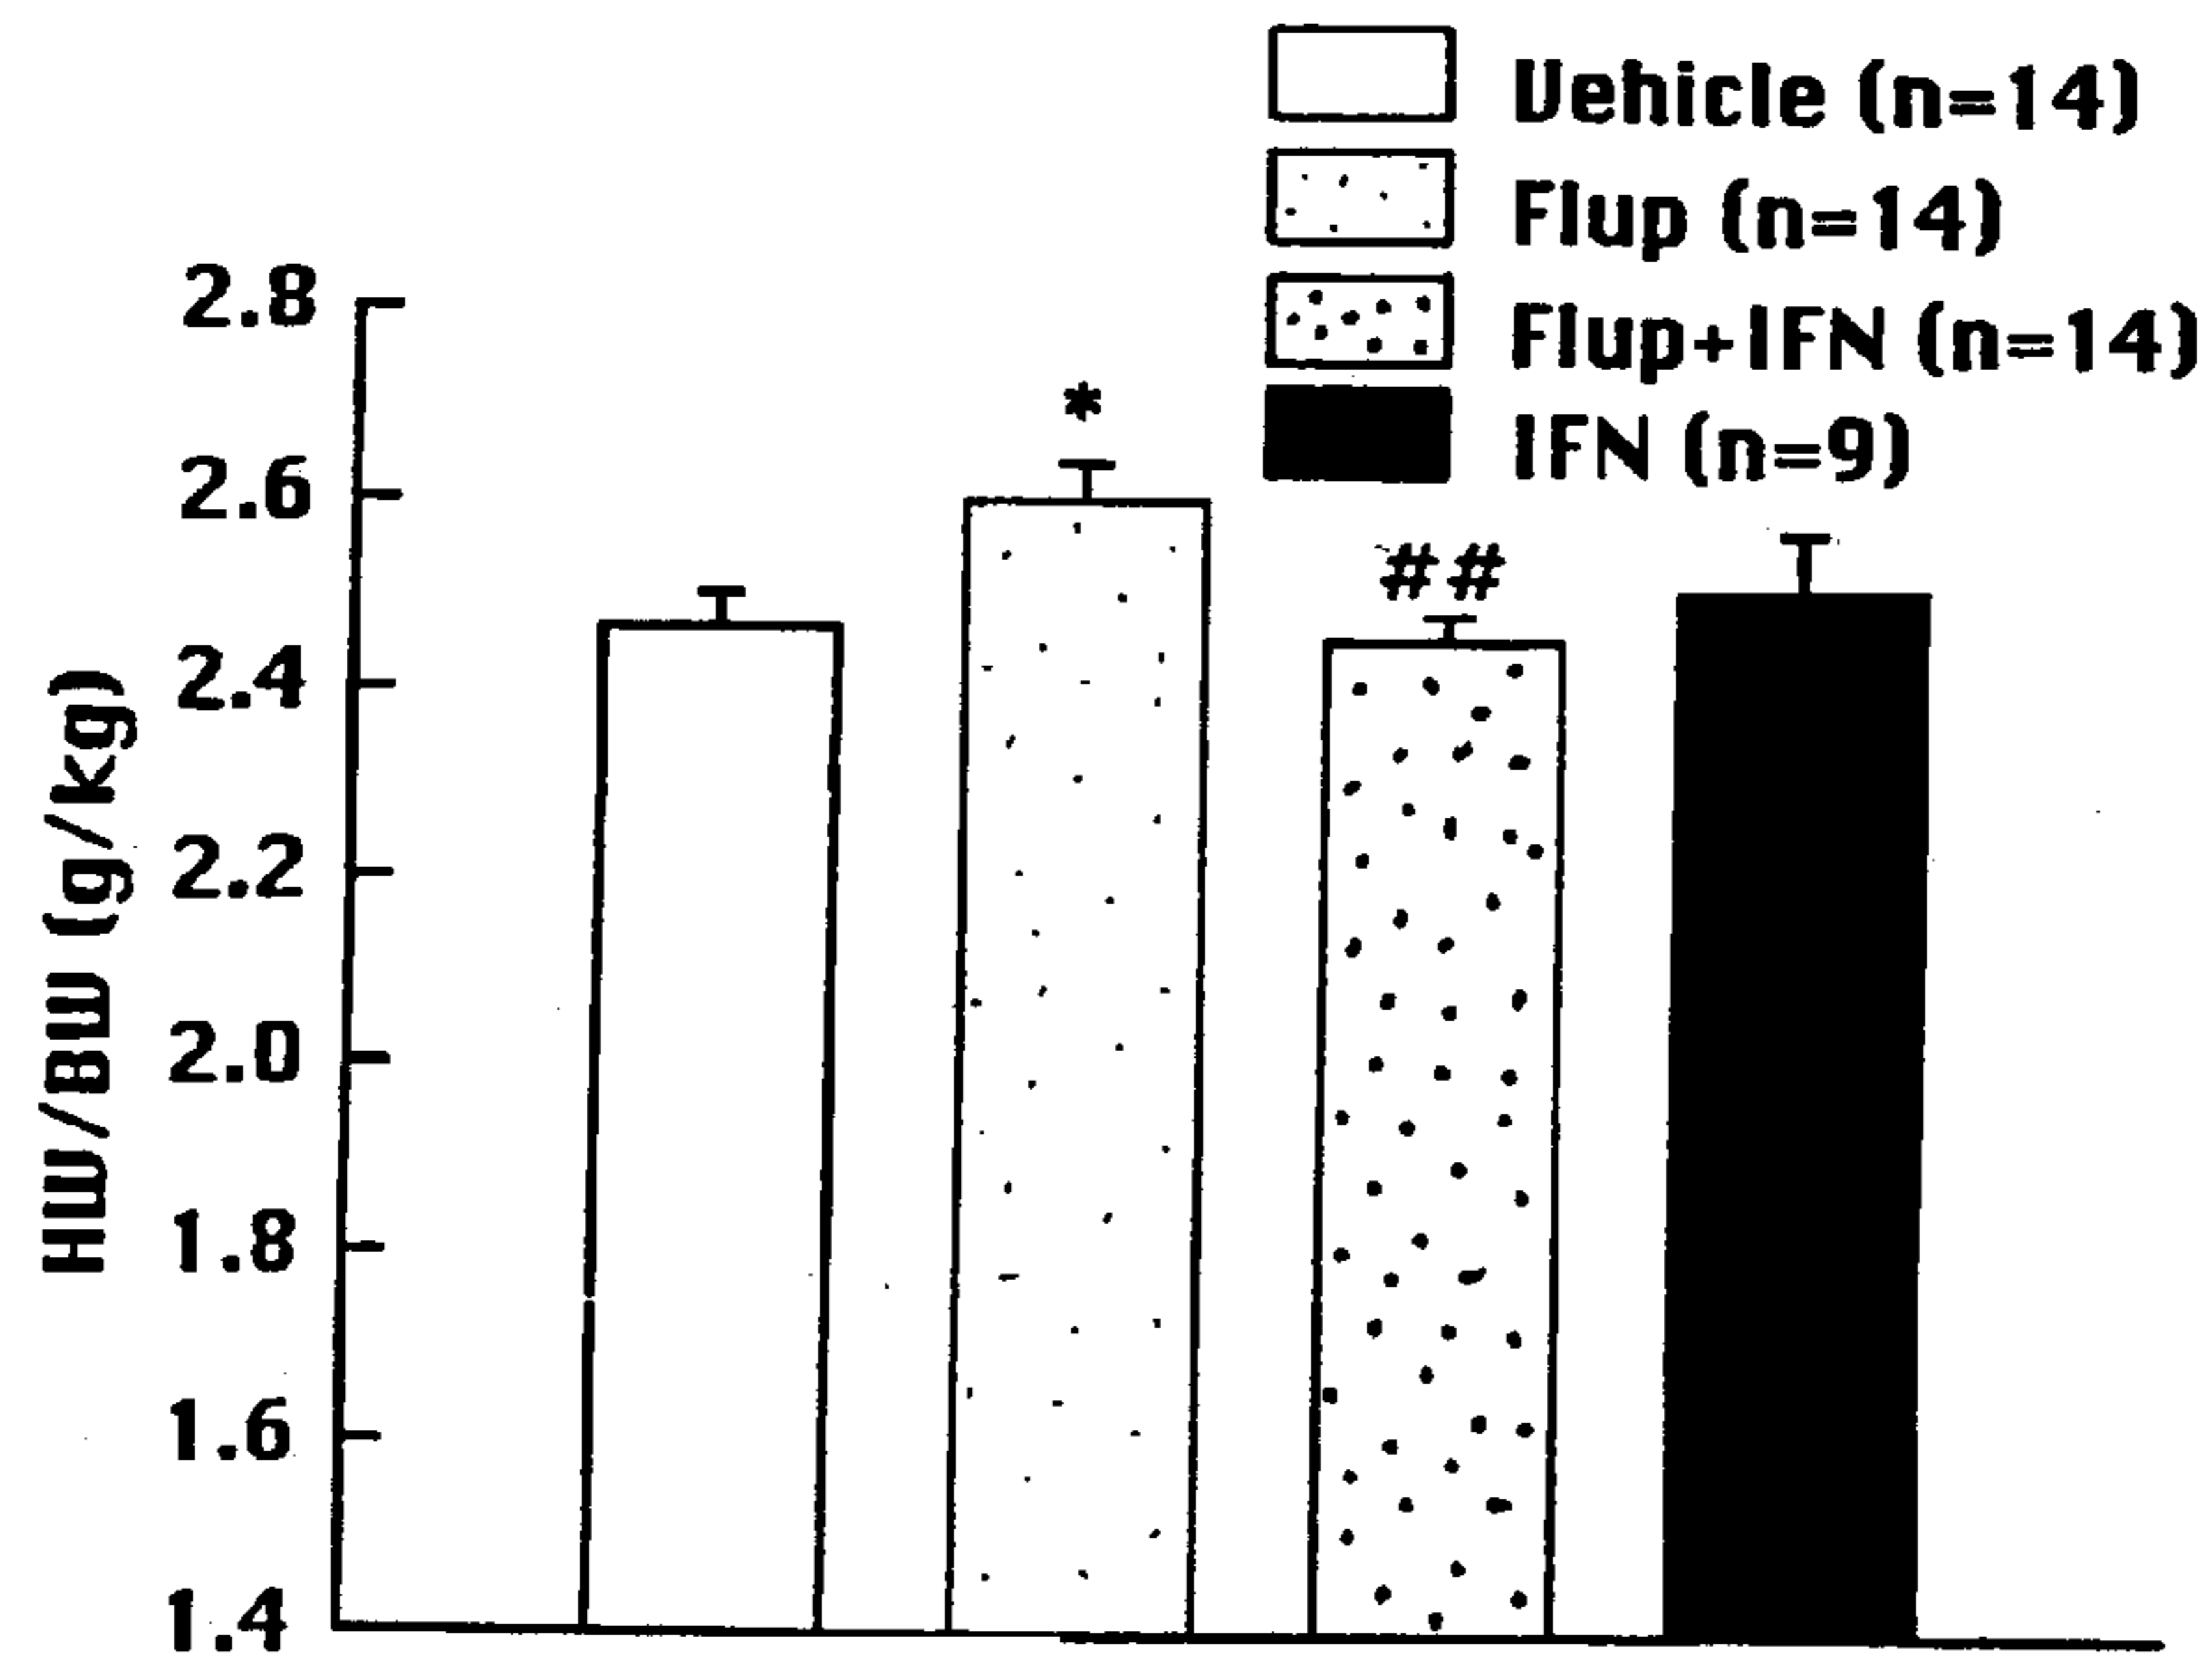 Vehicle (n=14)
Flup (n=14)
Flup+IFN (n=14)
IFN (n=9)
2.8
2.6
2.4
2.2
2.0
1.8
1.6
1.4
HW/BW (g/kg)
*
##